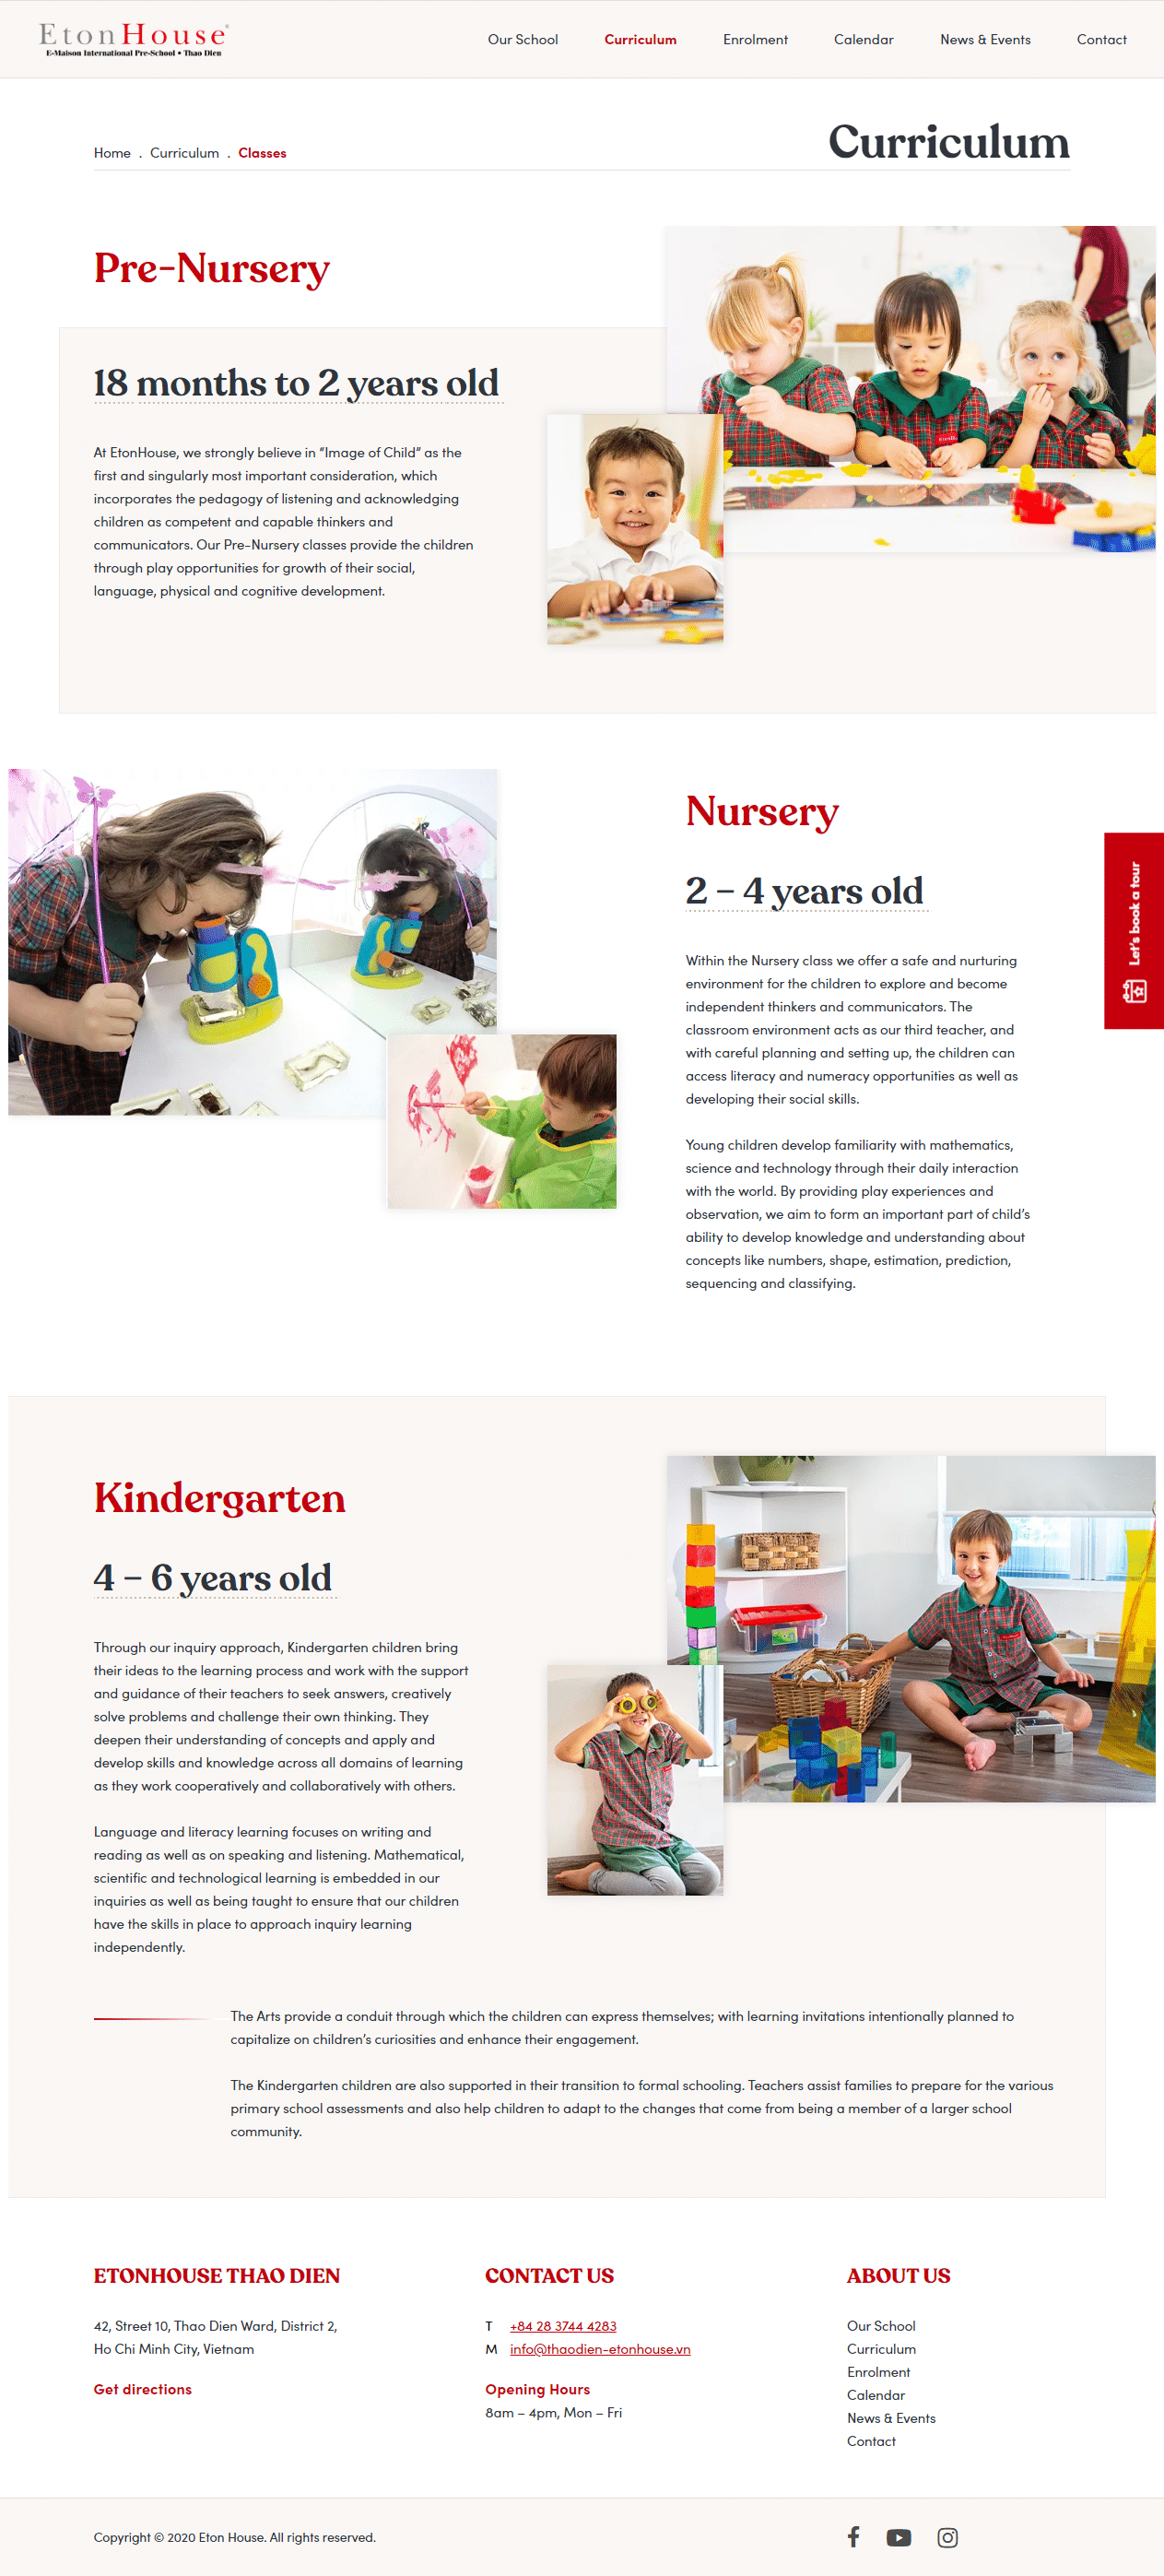 EtonHouse®
E-Maison International Pre-School • Thao Dien
Our School
Curriculum
Enrolment
Calendar
News & Events
Contact
Home . Curriculum . Classes
Curriculum
Pre-Nursery
18 months to 2 years old
At EtonHouse, we strongly believe in “Image of Child” as the
first and singularly most important consideration, which
incorporates the pedagogy of listening and acknowledging
children as competent and capable thinkers and
communicators. Our Pre-Nursery classes provide the children
through play opportunities for growth of their social,
language, physical and cognitive development.
Nursery
2 – 4 years old
Let's book a tour
Within the Nursery class we offer a safe and nurturing
environment for the children to explore and become
independent thinkers and communicators. The
classroom environment acts as our third teacher, and
with careful planning and setting up, the children can
access literacy and numeracy opportunities as well as
developing their social skills.
Young children develop familiarity with mathematics,
science and technology through their daily interaction
with the world. By providing play experiences and
observation, we aim to form an important part of child’s
ability to develop knowledge and understanding about
concepts like numbers, shape, estimation, prediction,
sequencing and classifying.
Kindergarten
4 – 6 years old
Through our inquiry approach, Kindergarten children bring
their ideas to the learning process and work with the support
and guidance of their teachers to seek answers, creatively
solve problems and challenge their own thinking. They
deepen their understanding of concepts and apply and
develop skills and knowledge across all domains of learning
as they work cooperatively and collaboratively with others.
Language and literacy learning focuses on writing and
reading as well as on speaking and listening. Mathematical,
scientific and technological learning is embedded in our
inquiries as well as being taught to ensure that our children
have the skills in place to approach inquiry learning
independently.
The Arts provide a conduit through which the children can express themselves; with learning invitations intentionally planned to
capitalize on children’s curiosities and enhance their engagement.
The Kindergarten children are also supported in their transition to formal schooling. Teachers assist families to prepare for the various
primary school assessments and also help children to adapt to the changes that come from being a member of a larger school
community.
ETONHOUSE THAO DIEN
42, Street 10, Thao Dien Ward, District 2,
Ho Chi Minh City, Vietnam
Get directions
CONTACT US
T +84 28 3744 4283
M info@thaodien-etonhouse.vn
Opening Hours
8am – 4pm, Mon – Fri
ABOUT US
Our School
Curriculum
Enrolment
Calendar
News & Events
Contact
Copyright © 2020 Eton House. All rights reserved.